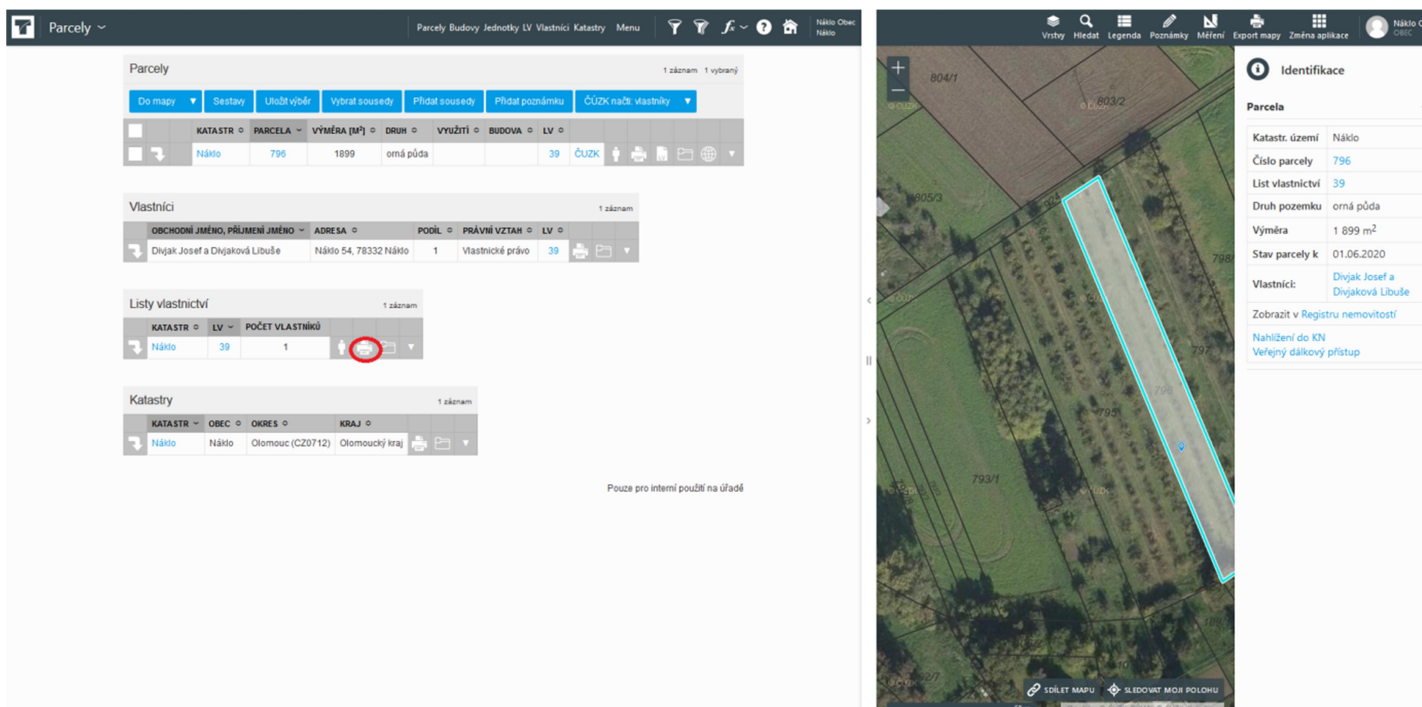 Parcely
Parcely Budovy Jednotky LV Vlastníci Katastry Menu
fx
Náklo Obec
Náklo
Parcely
1 záznam 1 vybraný
Do mapy Sestavy Uložit výběr Vybrat sousedy Přidat sousedy Přidat poznámku ČÚZK načti: vlastníky
KATASTR PARCELA VÝMĚRA [M²] DRUH VYUŽITÍ BUDOVA LV
Náklo 796 1899 orná půda 39 ČUZK
Vlastníci
1 záznam
OBCHODNÍ JMÉNO, PŘÍJMENÍ JMÉNO ADRESA PODÍL PRÁVNÍ VZTAH LV
Divjak Josef a Divjaková Libuše Náklo 54, 78332 Náklo 1 Vlastnické právo 39
Listy vlastnictví
1 záznam
KATASTR LV POČET VLASTNÍKŮ
Náklo 39 1
Katastry
1 záznam
KATASTR OBEC OKRES KRAJ
Náklo Náklo Olomouc (CZ0712) Olomoucký kraj
Pouze pro interní použití na úřadě
Vrstvy Hledat Legenda Poznámky Měření Export mapy Změna aplikace
Náklo O
OBEC
804/1
803/2
805/3
798/
797
796
795
793/1
SDÍLET MAPU SLEDOVAT MOJI POLOHU
Identifikace
Parcela
Katastr. území Náklo
Číslo parcely 796
List vlastnictví 39
Druh pozemku orná půda
Výměra 1 899 m²
Stav parcely k 01.06.2020
Vlastníci: Divjak Josef a
Divjaková Libuše
Zobrazit v Registru nemovitostí
Nahlížení do KN
Veřejný dálkový přístup